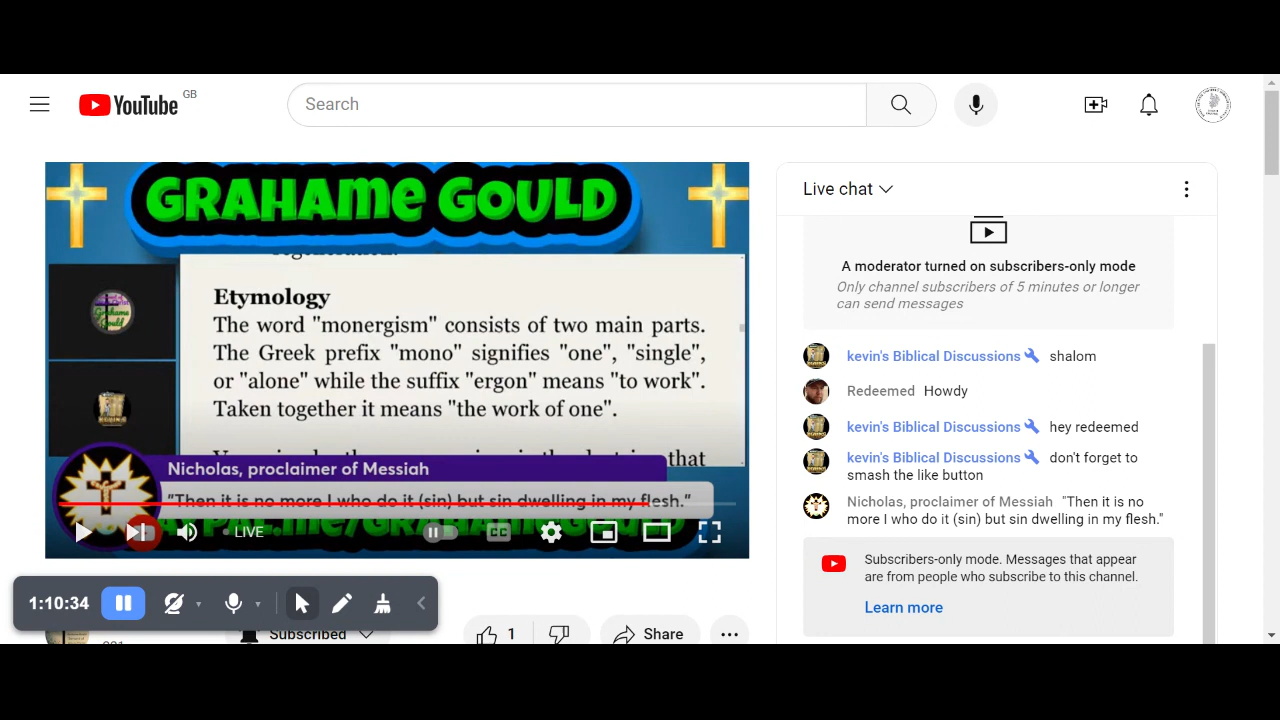 YouTube GB
Search
GRAHAME GOULD
Etymology
The word "monergism" consists of two main parts.
The Greek prefix "mono" signifies "one", "single",
or "alone" while the suffix "ergon" means "to work".
Taken together it means "the work of one".
that
Nicholas, proclaimer of Messiah
"Then it is no more I who do it (sin) but sin dwelling in my flesh."
LIVE
CC
1:10:34
Subscribed
1
Share
Live chat
A moderator turned on subscribers-only mode
Only channel subscribers of 5 minutes or longer
can send messages
kevin's Biblical Discussions shalom
Redeemed Howdy
kevin's Biblical Discussions hey redeemed
kevin's Biblical Discussions don't forget to
smash the like button
Nicholas, proclaimer of Messiah "Then it is no
more I who do it (sin) but sin dwelling in my flesh."
Subscribers-only mode. Messages that appear
are from people who subscribe to this channel.
Learn more